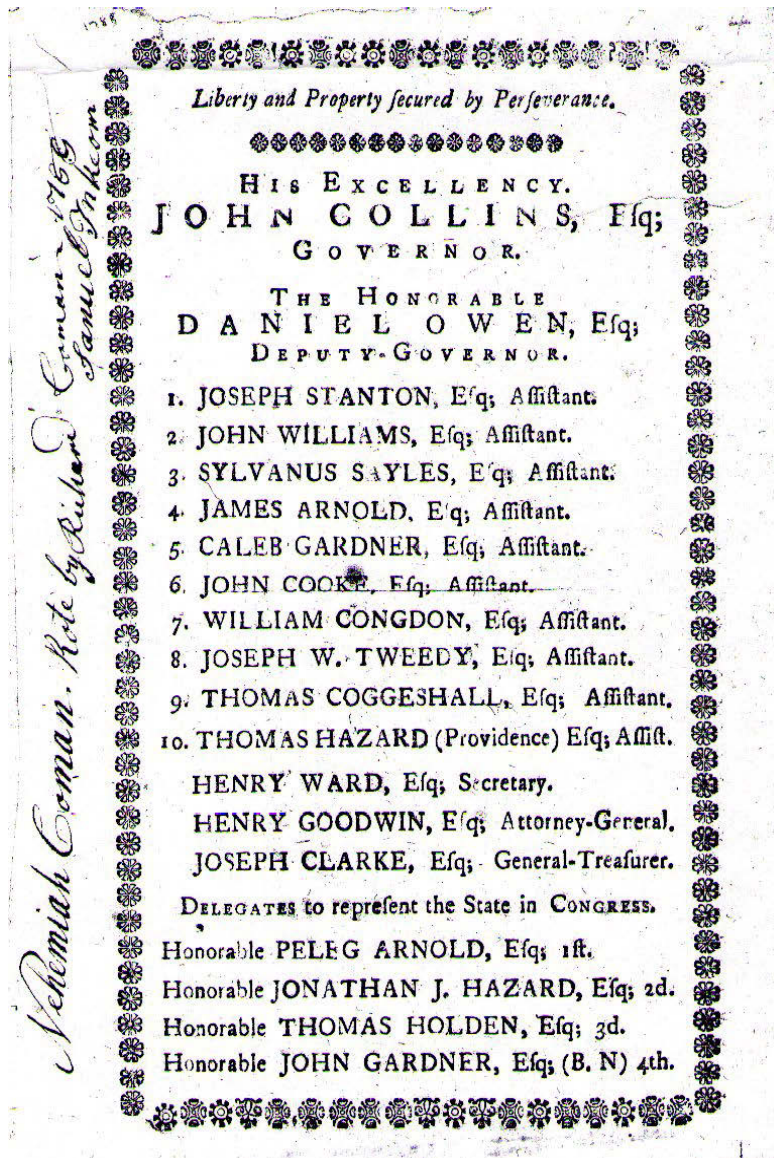 1788
Liberty and Property ſecured by Perſeverance.
HIS EXCELLENCY.
JOHN COLLINS, Eſq;
GOVERNOR.
THE HONORABLE
DANIEL OWEN, Eſq;
DEPUTY-GOVERNOR.
1. JOSEPH STANTON, Eſq; Aſſiſtant.
2. JOHN WILLIAMS, Eſq; Aſſiſtant.
3. SYLVANUS SAYLES, Eſq; Aſſiſtant.
4. JAMES ARNOLD, Eſq; Aſſiſtant.
5. CALEB GARDNER, Eſq; Aſſiſtant.
6. JOHN COOKE, Eſq; Aſſiſtant.
7. WILLIAM CONGDON, Eſq; Aſſiſtant.
8. JOSEPH W. TWEEDY, Eſq; Aſſiſtant.
9. THOMAS COGGESHALL, Eſq; Aſſiſtant.
10. THOMAS HAZARD (Providence) Eſq; Aſſiſt.
HENRY WARD, Eſq; Secretary.
HENRY GOODWIN, Eſq; Attorney-General.
JOSEPH CLARKE, Eſq; General-Treaſurer.
DELEGATES to repreſent the State in CONGRESS.
Honorable PELEG ARNOLD, Eſq; 1ſt.
Honorable JONATHAN J. HAZARD, Eſq; 2d.
Honorable THOMAS HOLDEN, Eſq; 3d.
Honorable JOHN GARDNER, Eſq; (B. N) 4th.
Nehemiah Coman. Rote by Richard Coman
Samuel